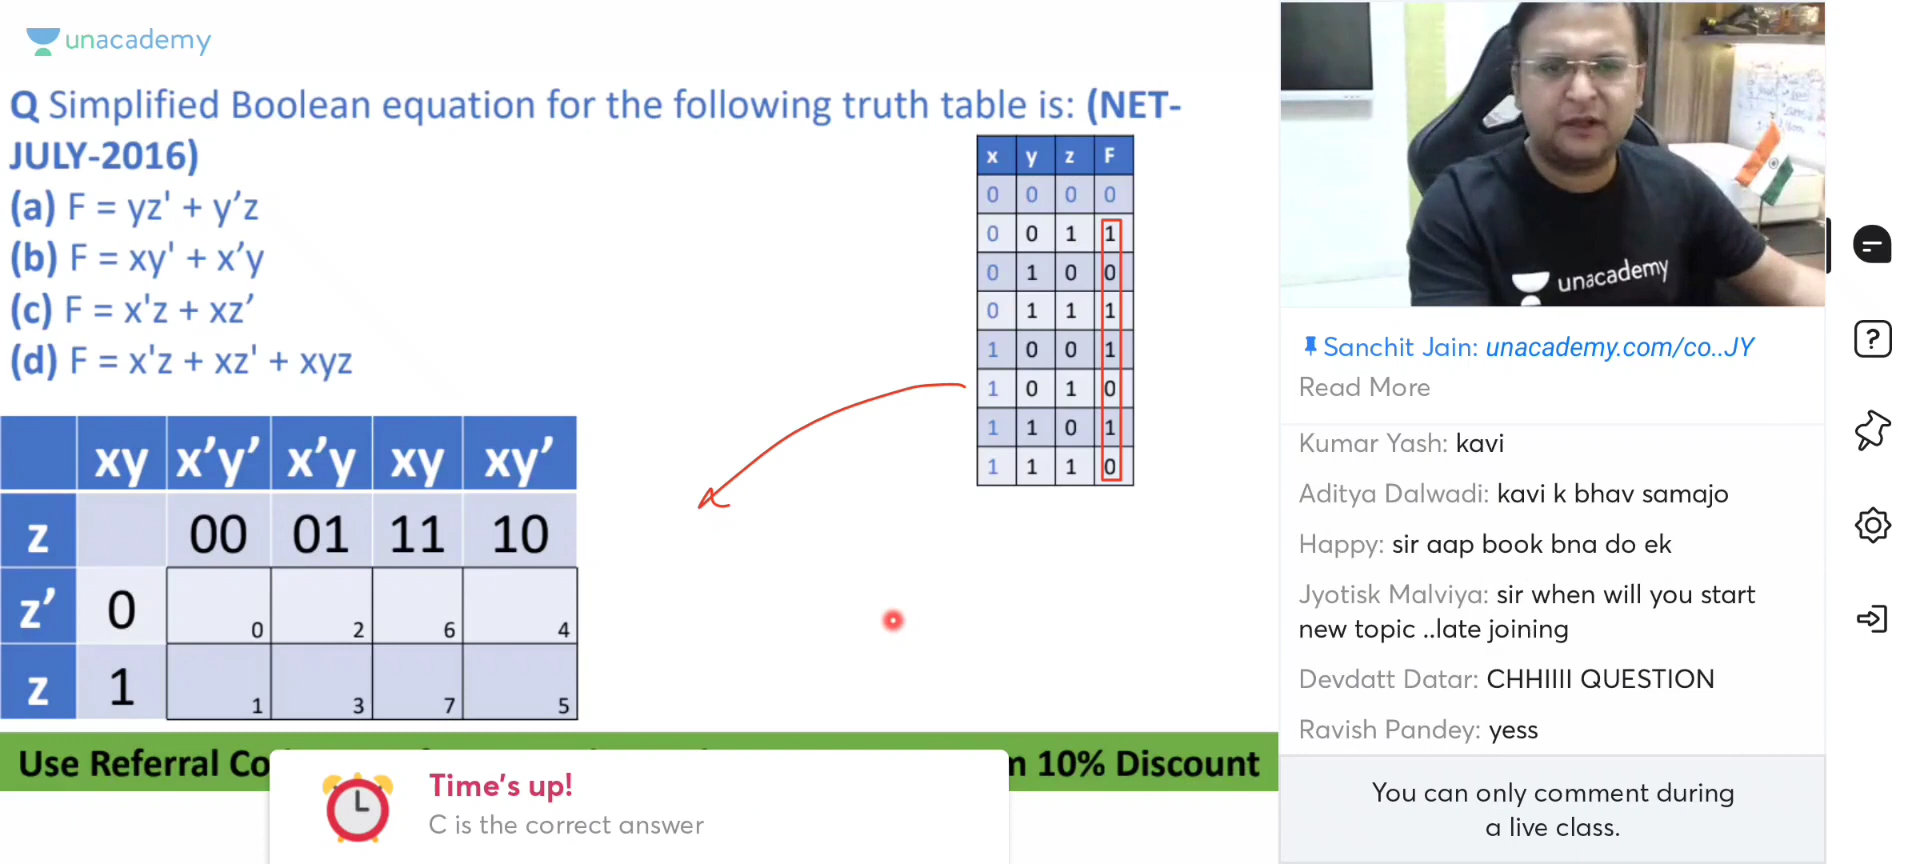 unacademy
Q Simplified Boolean equation for the following truth table is: (NET-
JULY-2016)
(a) F = yz' + y’z
(b) F = xy' + x’y
(c) F = x'z + xz’
(d) F = x'z + xz' + xyz
x y z F
0 0 0 0
0 0 1 1
0 1 0 0
0 1 1 1
1 0 0 1
1 0 1 0
1 1 0 1
1 1 1 0
xy x’y’ x’y xy xy’
z 00 01 11 10
z’ 0 0 2 6 4
z 1 1 3 7 5
Use Referral 10% Discount
Time's up!
C is the correct answer
unacademy
Sanchit Jain: unacademy.com/co..JY
Read More
Kumar Yash: kavi
Aditya Dalwadi: kavi k bhav samajo
Happy: sir aap book bna do ek
Jyotisk Malviya: sir when will you start
new topic ..late joining
Devdatt Datar: CHHIIII QUESTION
Ravish Pandey: yess
You can only comment during
a live class.